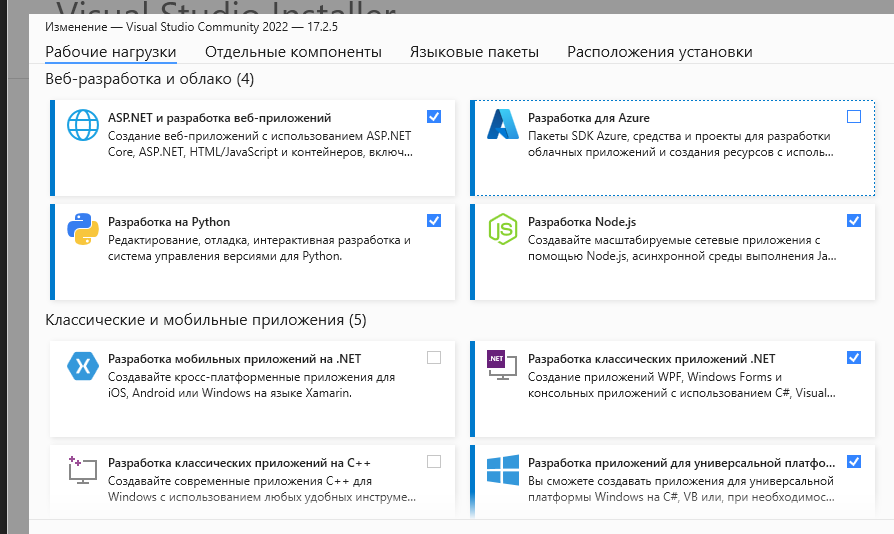 Visual Studio Installer
Изменение — Visual Studio Community 2022 — 17.2.5
Рабочие нагрузки Отдельные компоненты Языковые пакеты Расположения установки
Веб-разработка и облако (4)
ASP.NET и разработка веб-приложений
Создание веб-приложений с использованием ASP.NET
Core, ASP.NET, HTML/JavaScript и контейнеров, включ...
Разработка для Azure
Пакеты SDK Azure, средства и проекты для разработки
облачных приложений и создания ресурсов с исполь...
Разработка на Python
Редактирование, отладка, интерактивная разработка и
система управления версиями для Python.
JS
Разработка Node.js
Создавайте масштабируемые сетевые приложения с
помощью Node.js, асинхронной среды выполнения Ja...
Классические и мобильные приложения (5)
Разработка мобильных приложений на .NET
Создавайте кросс-платформенные приложения для
iOS, Android или Windows на языке Xamarin.
.NET
Разработка классических приложений .NET
Создание приложений WPF, Windows Forms и
консольных приложений с использованием C#, Visual...
Разработка классических приложений на C++
Создавайте современные приложения C++ для
Windows с использованием любых удобных инструме...
Разработка приложений для универсальной платфо...
Вы сможете создавать приложения для универсальной
платформы Windows на C#, VB или, при необходимос...